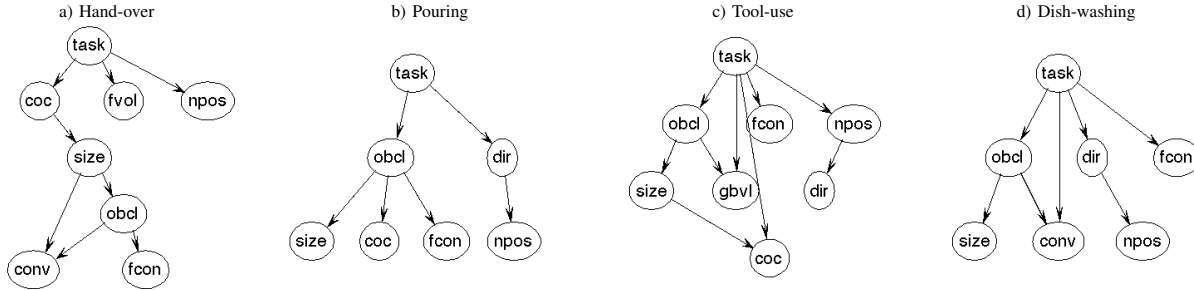 a) Hand-over
task
coc fvol npos
size
obcl
conv fcon
b) Pouring
task
obcl dir
size coc fcon npos
c) Tool-use
task
obcl fcon npos
size gbvl dir
coc
d) Dish-washing
task
obcl dir fcon
size conv npos